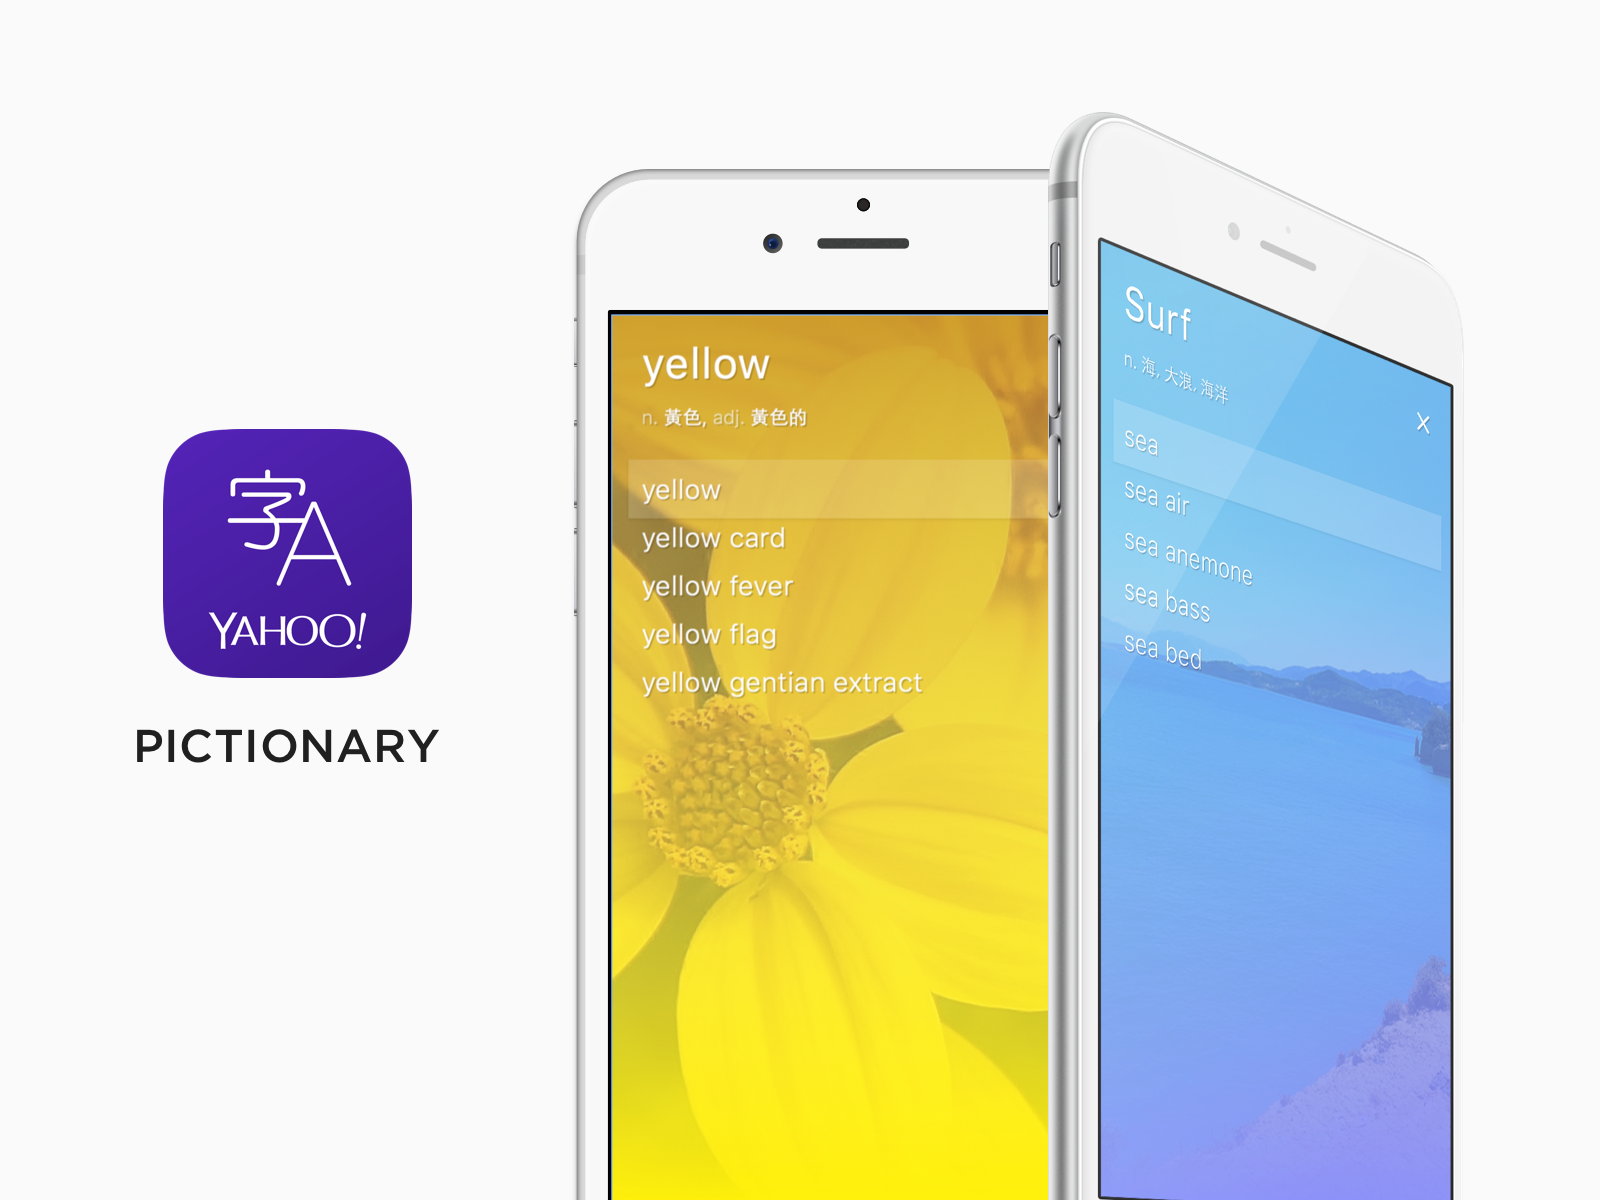 字A
YAHOO!
PICTIONARY
yellow
n. 黃色, adj. 黃色的
yellow
yellow card
yellow fever
yellow flag
yellow gentian extract
Surf
n. 海, 大浪, 海洋
X
sea
sea air
sea anemone
sea bass
sea bed